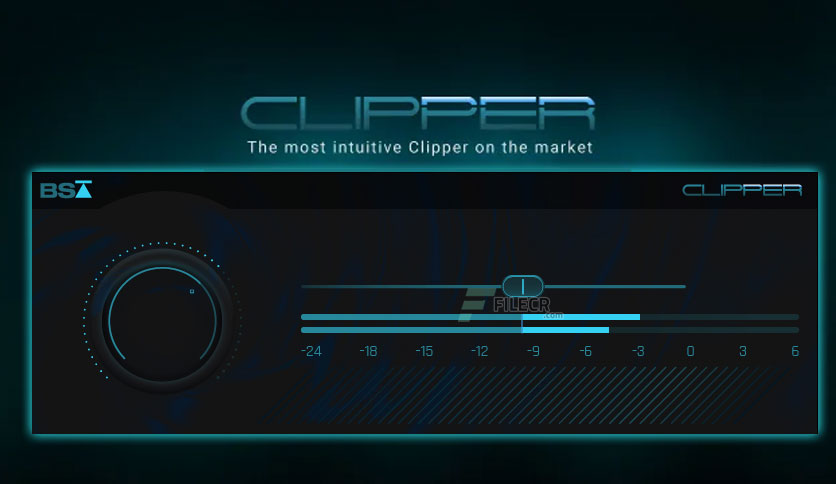 CLIPPER
The most intuitive Clipper on the market
BSA
CLIPPER
FILECR
.com
-24 -18 -15 -12 -9 -6 -3 0 3 6